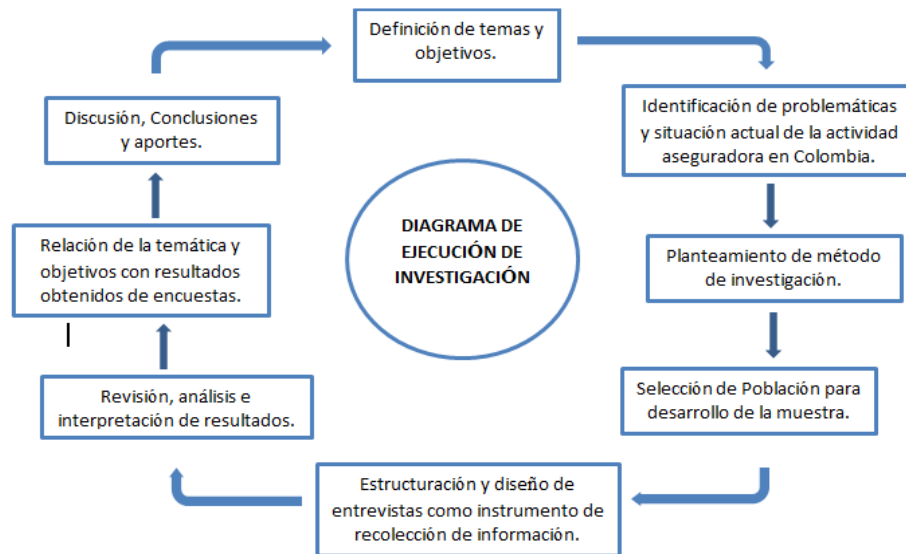 Definición de temas y
objetivos.
Identificación de problemáticas
y situación actual de la actividad
aseguradora en Colombia.
Planteamiento de método
de investigación.
Selección de Población para
desarrollo de la muestra.
Estructuración y diseño de
entrevistas como instrumento de
recolección de información.
Revisión, análisis e
interpretación de resultados.
Relación de la temática y
objetivos con resultados
obtenidos de encuestas.
Discusión, Conclusiones
y aportes.
DIAGRAMA DE
EJECUCIÓN DE
INVESTIGACIÓN